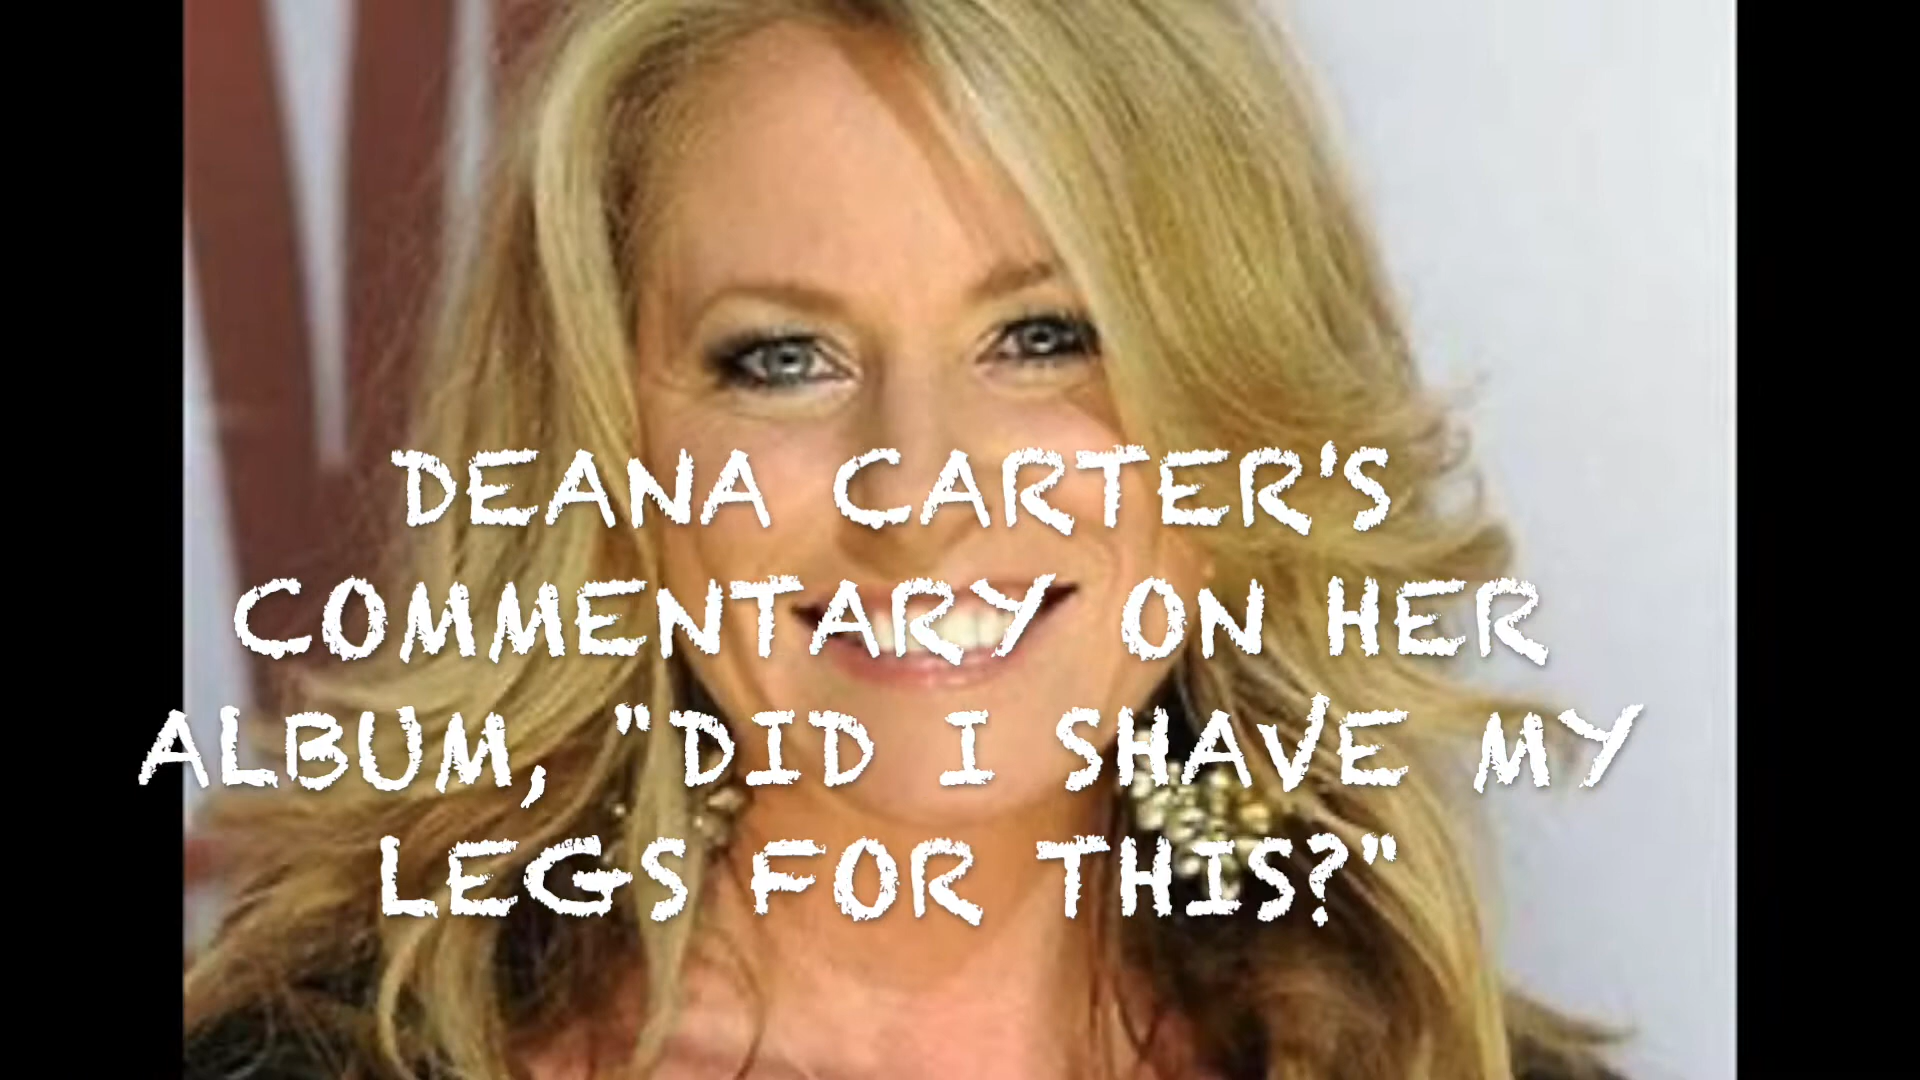 DEANA CARTER'S
COMMENTARY ON HER
ALBUM, "DID I SHAVE MY
LEGS FOR THIS?"